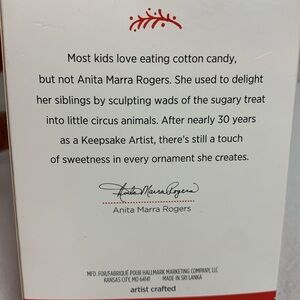 Most kids love eating cotton candy,
but not Anita Marra Rogers. She used to delight
her siblings by sculpting wads of the sugary treat
into little circus animals. After nearly 30 years
as a Keepsake Artist, there's still a touch
of sweetness in every ornament she creates.
Anita Marra Rogers
Anita Marra Rogers
MFD. FOR/FABRIQUÉ POUR HALLMARK MARKETING COMPANY, LLC
KANSAS CITY, MO 64141 MADE IN SRI LANKA
artist crafted